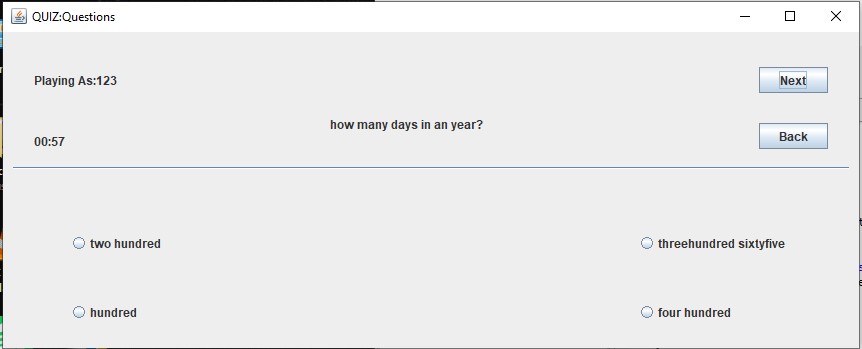 QUIZ:Questions
Playing As:123
Next
how many days in an year?
00:57
Back
two hundred
threehundred sixtyfive
hundred
four hundred